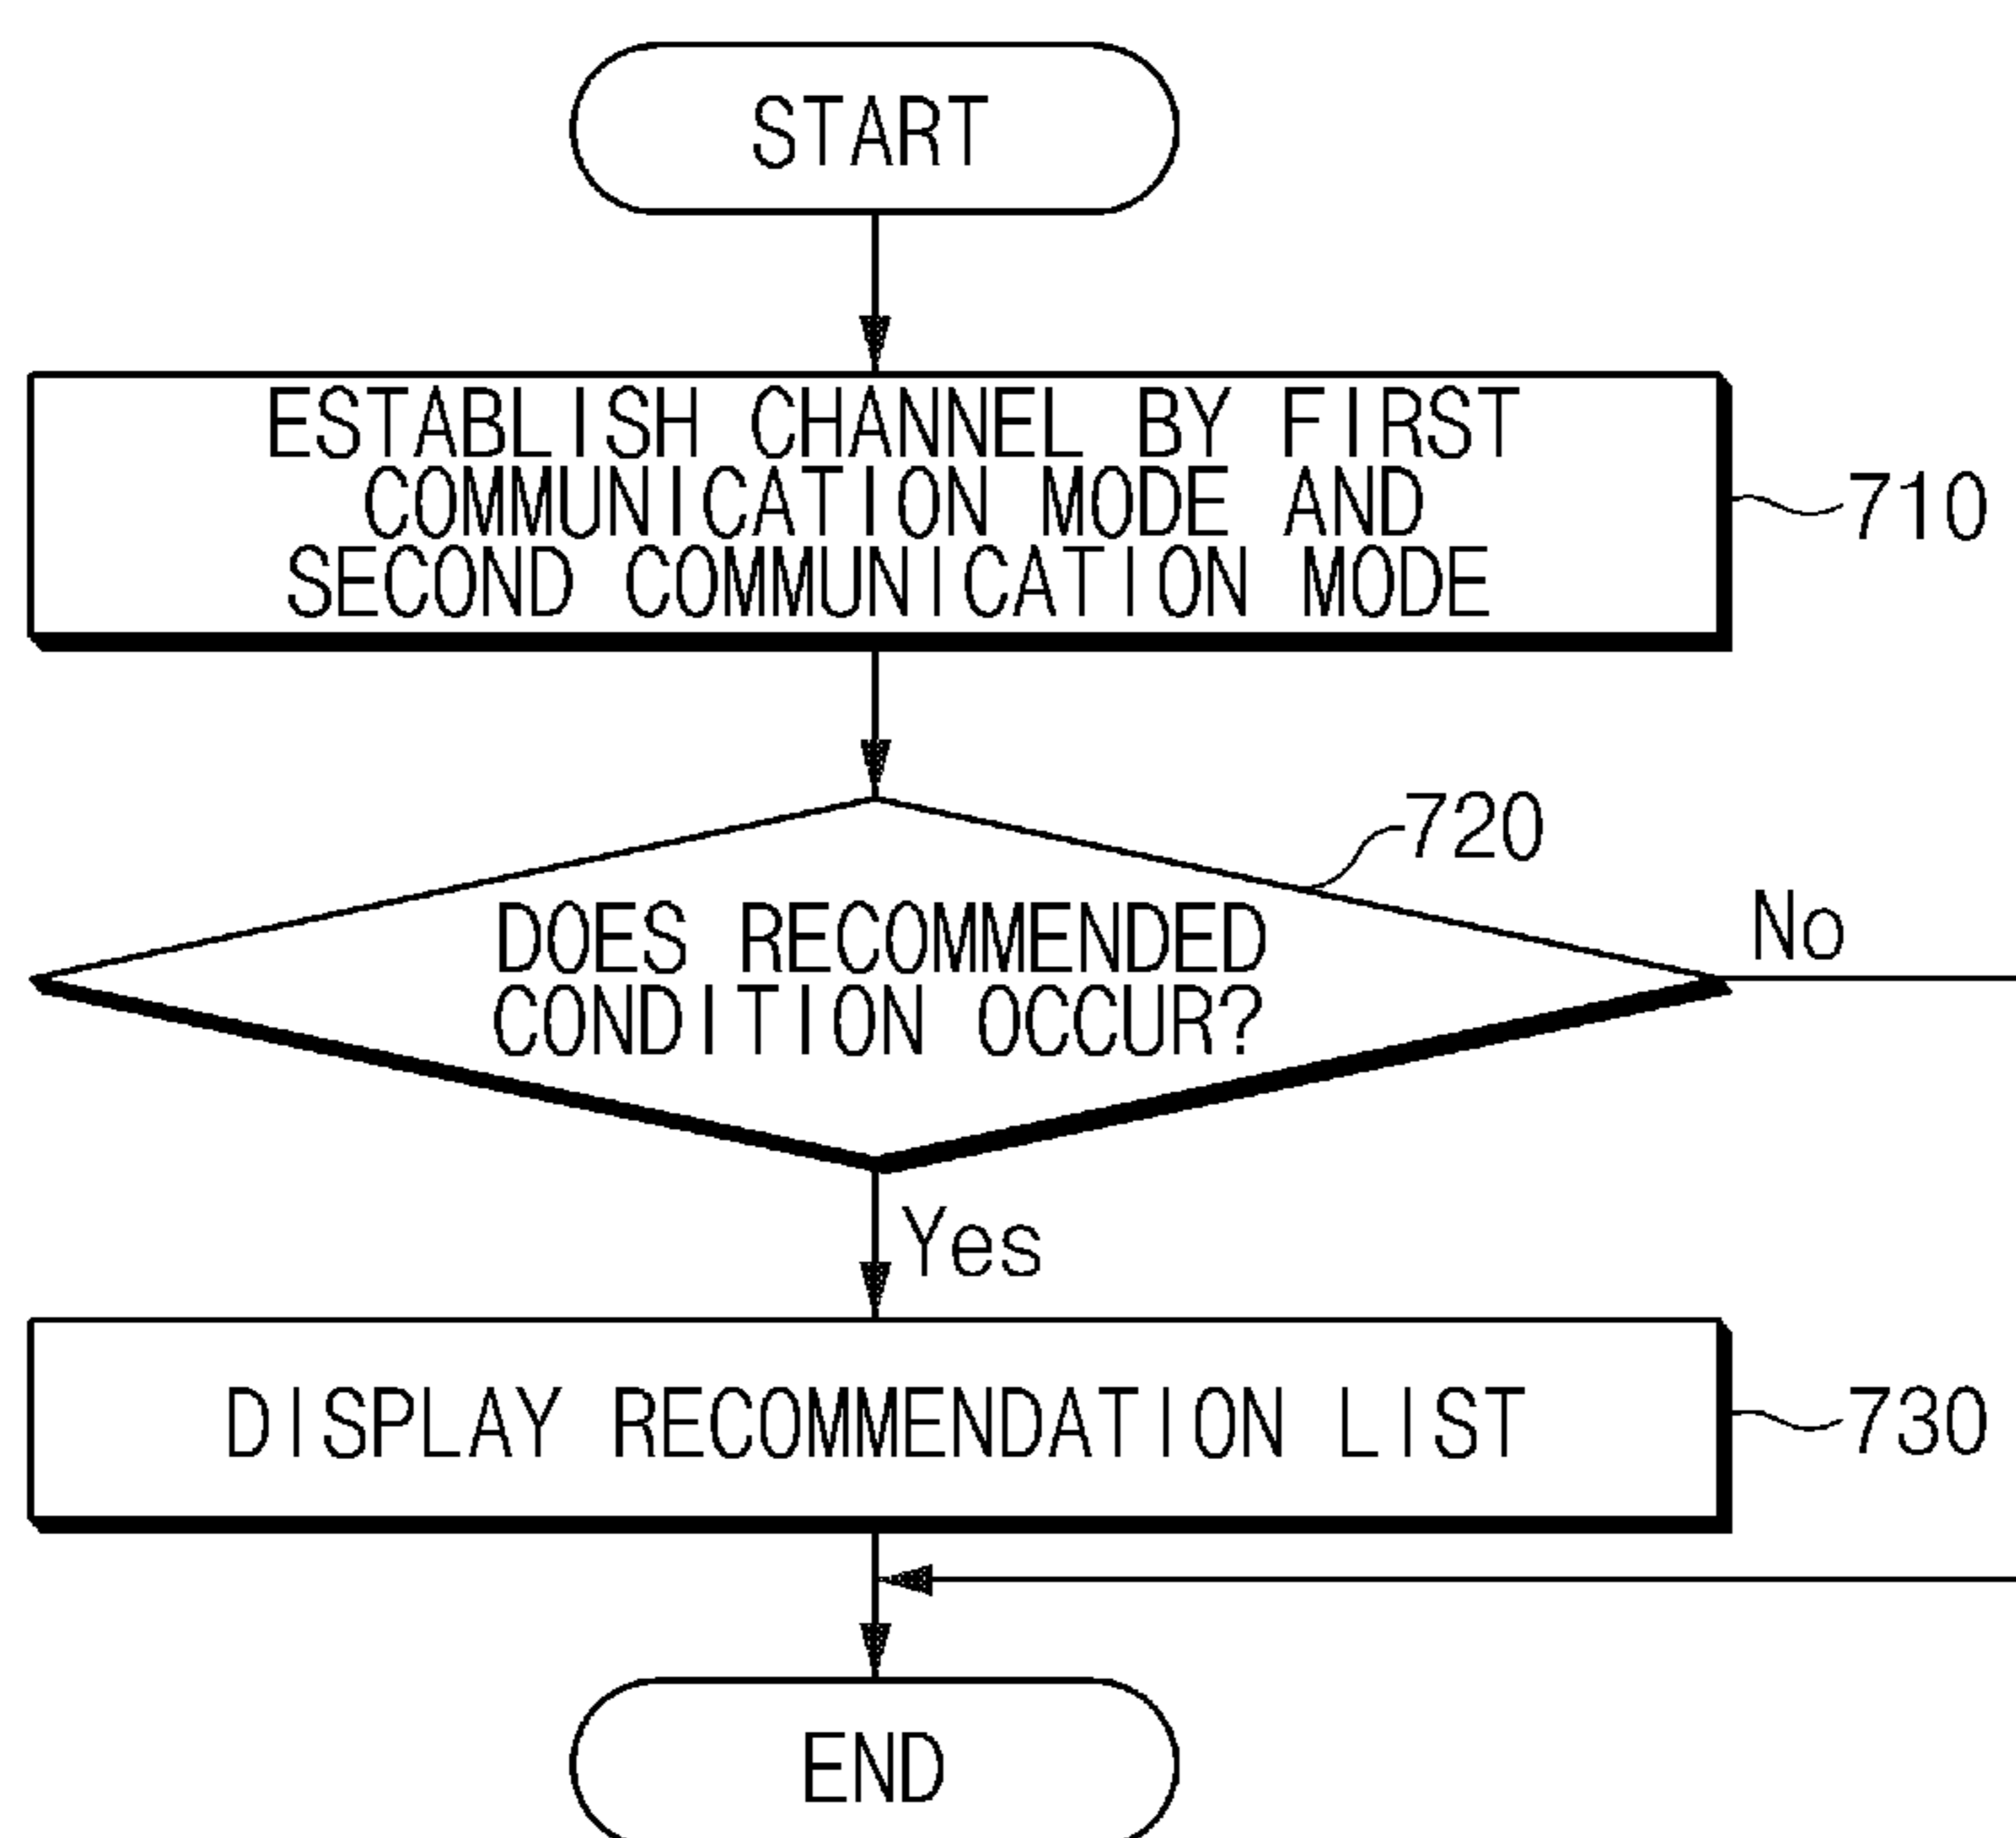 START
ESTABLISH CHANNEL BY FIRST
COMMUNICATION MODE AND
SECOND COMMUNICATION MODE
710
720
DOES RECOMMENDED
CONDITION OCCUR?
No
Yes
DISPLAY RECOMMENDATION LIST
730
END